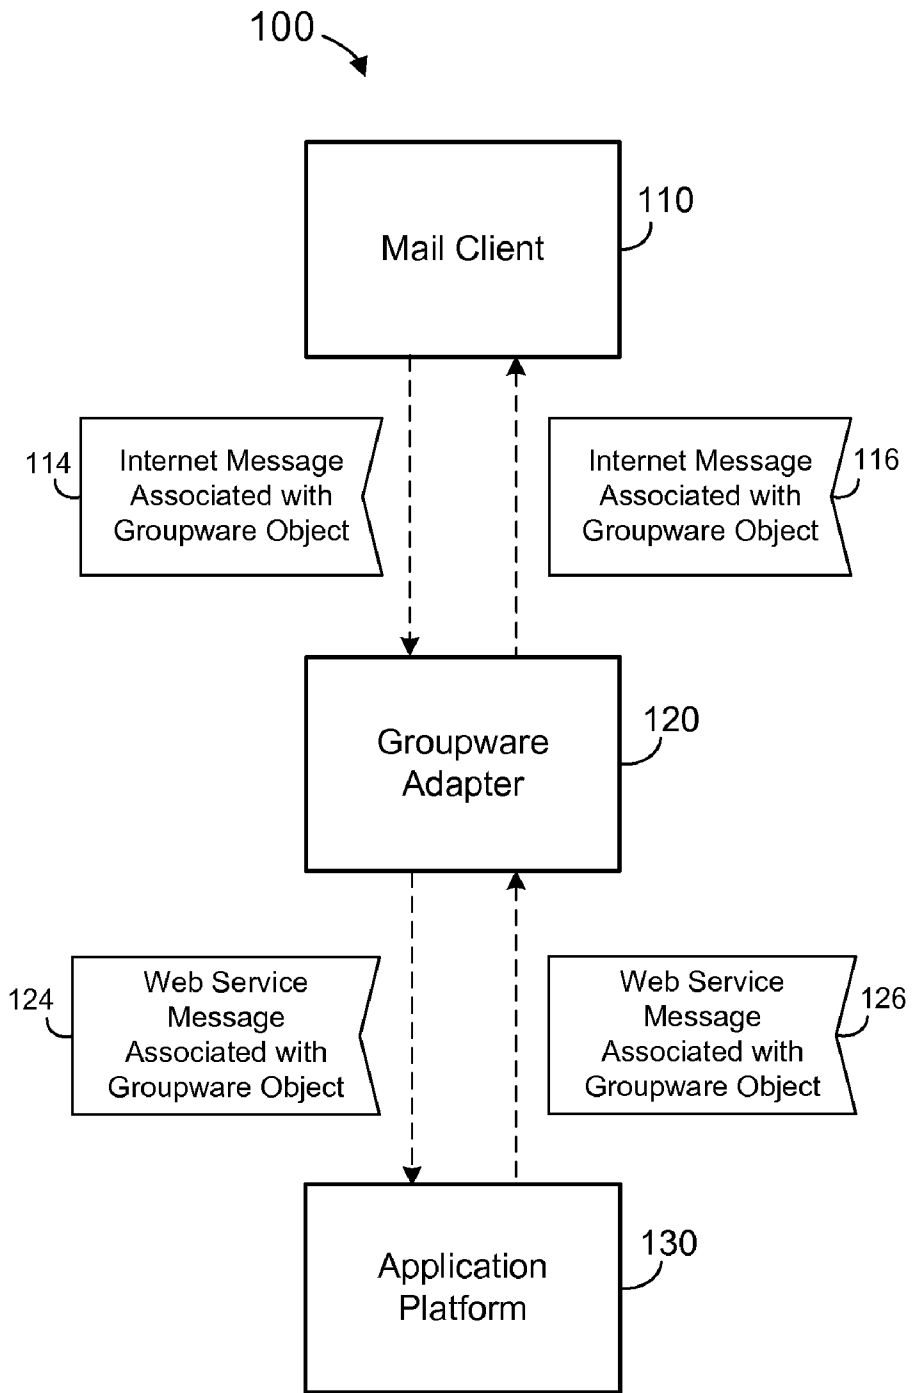 100
110
Mail Client
114
Internet Message
Associated with
Groupware Object
116
Internet Message
Associated with
Groupware Object
120
Groupware
Adapter
124
Web Service
Message
Associated with
Groupware Object
126
Web Service
Message
Associated with
Groupware Object
130
Application
Platform